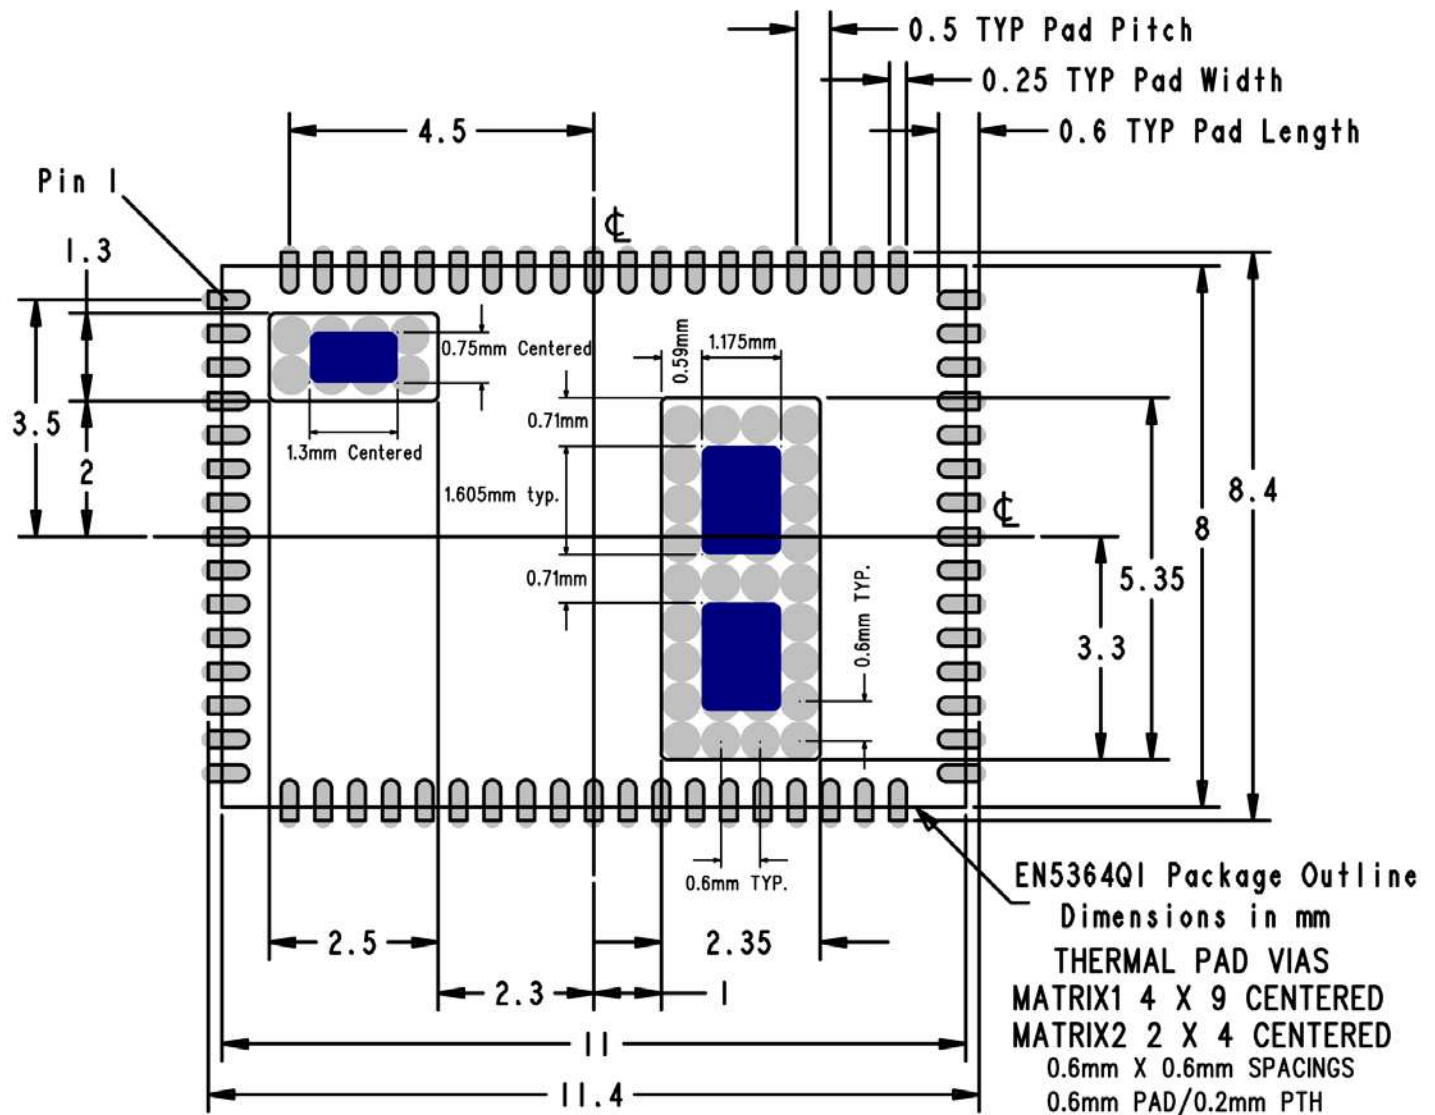 0.5 TYP Pad Pitch
0.25 TYP Pad Width
4.5
0.6 TYP Pad Length
Pin 1
℄
1.3
0.75mm Centered
0.59mm
1.175mm
0.71mm
3.5
1.3mm Centered
2
1.605mm typ.
8.4
℄
8
0.71mm
5.35
0.6mm TYP.
3.3
0.6mm TYP.
EN5364QI Package Outline
Dimensions in mm
2.5
2.35
THERMAL PAD VIAS
2.3
1
MATRIX1 4 X 9 CENTERED
MATRIX2 2 X 4 CENTERED
11
0.6mm X 0.6mm SPACINGS
11.4
0.6mm PAD/0.2mm PTH